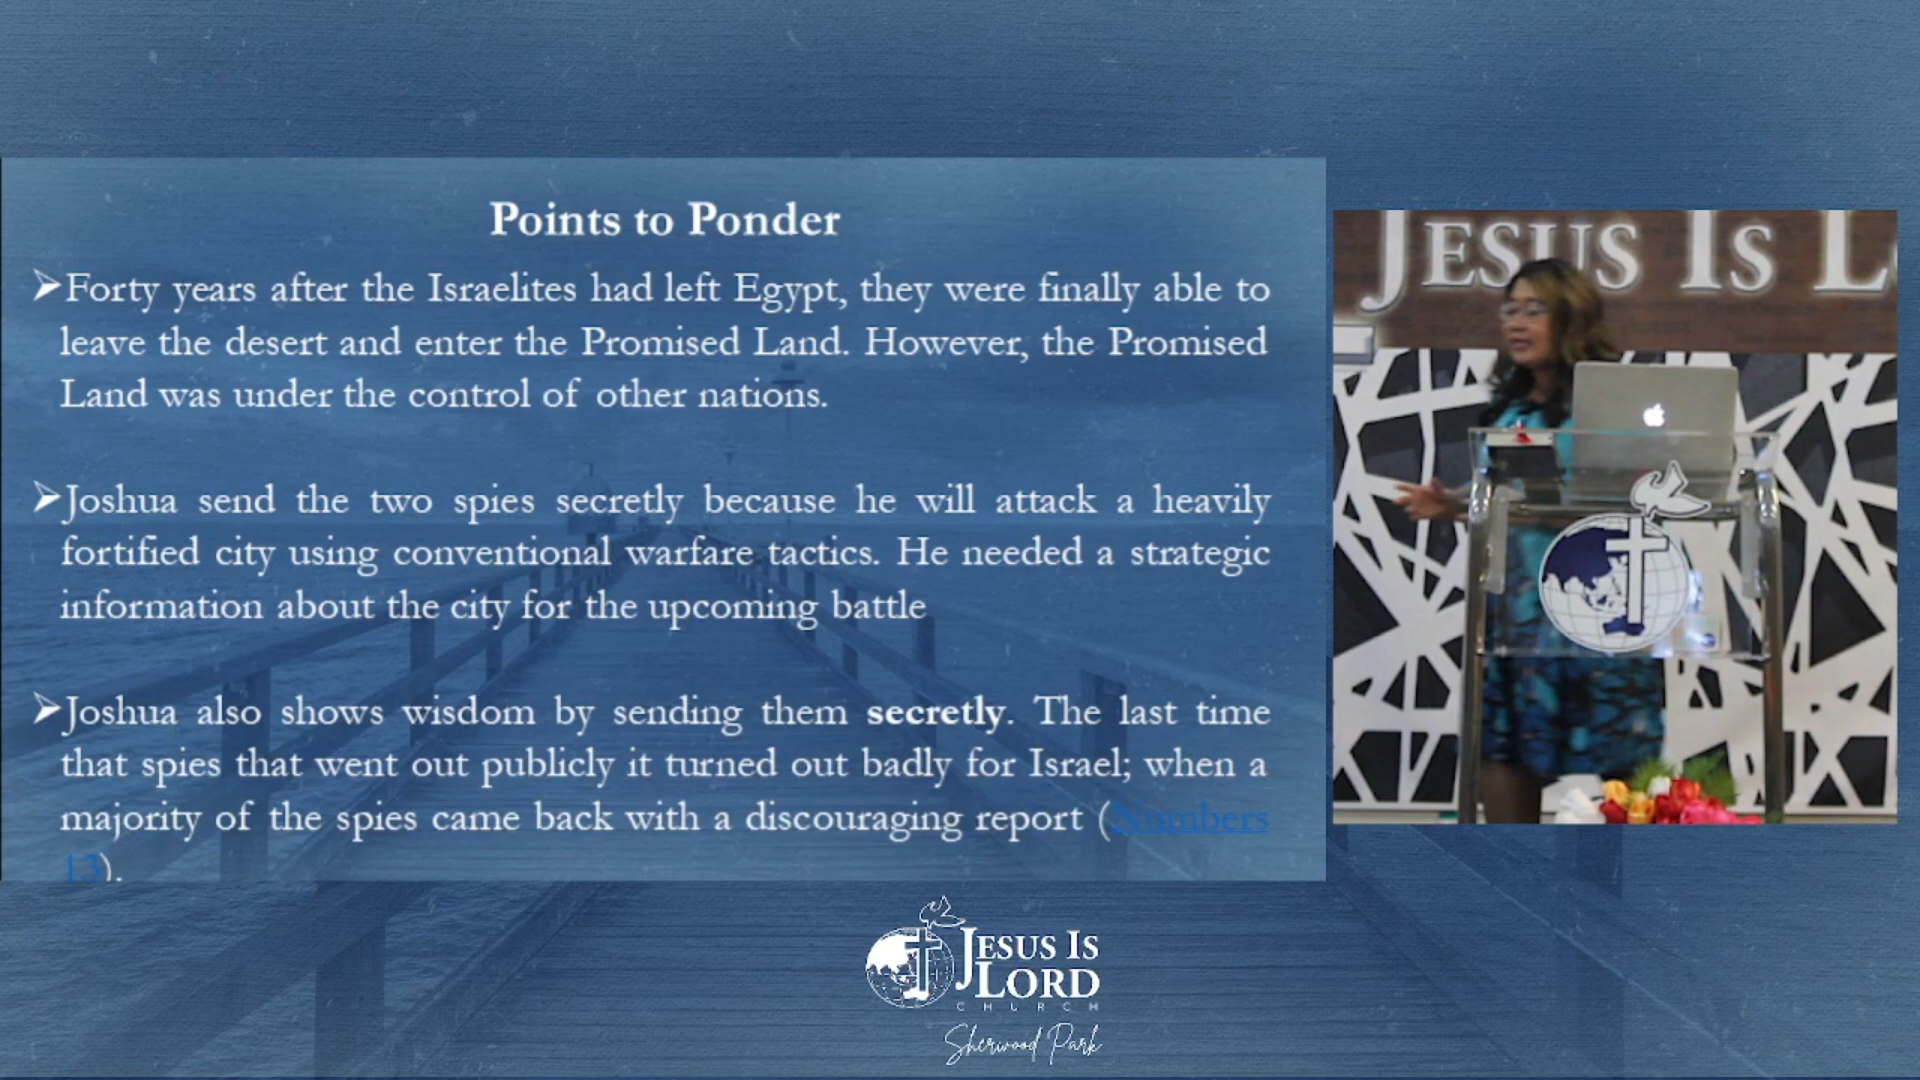 Points to Ponder
➢Forty years after the Israelites had left Egypt, they were finally able to
leave the desert and enter the Promised Land. However, the Promised
Land was under the control of other nations.
➢Joshua send the two spies secretly because he will attack a heavily
fortified city using conventional warfare tactics. He needed a strategic
information about the city for the upcoming battle
➢Joshua also shows wisdom by sending them secretly. The last time
that spies that went out publicly it turned out badly for Israel; when a
majority of the spies came back with a discouraging report (Numbers
13).
JESUS IS L
JESUS IS
LORD
CHURCH
Sherwood Park